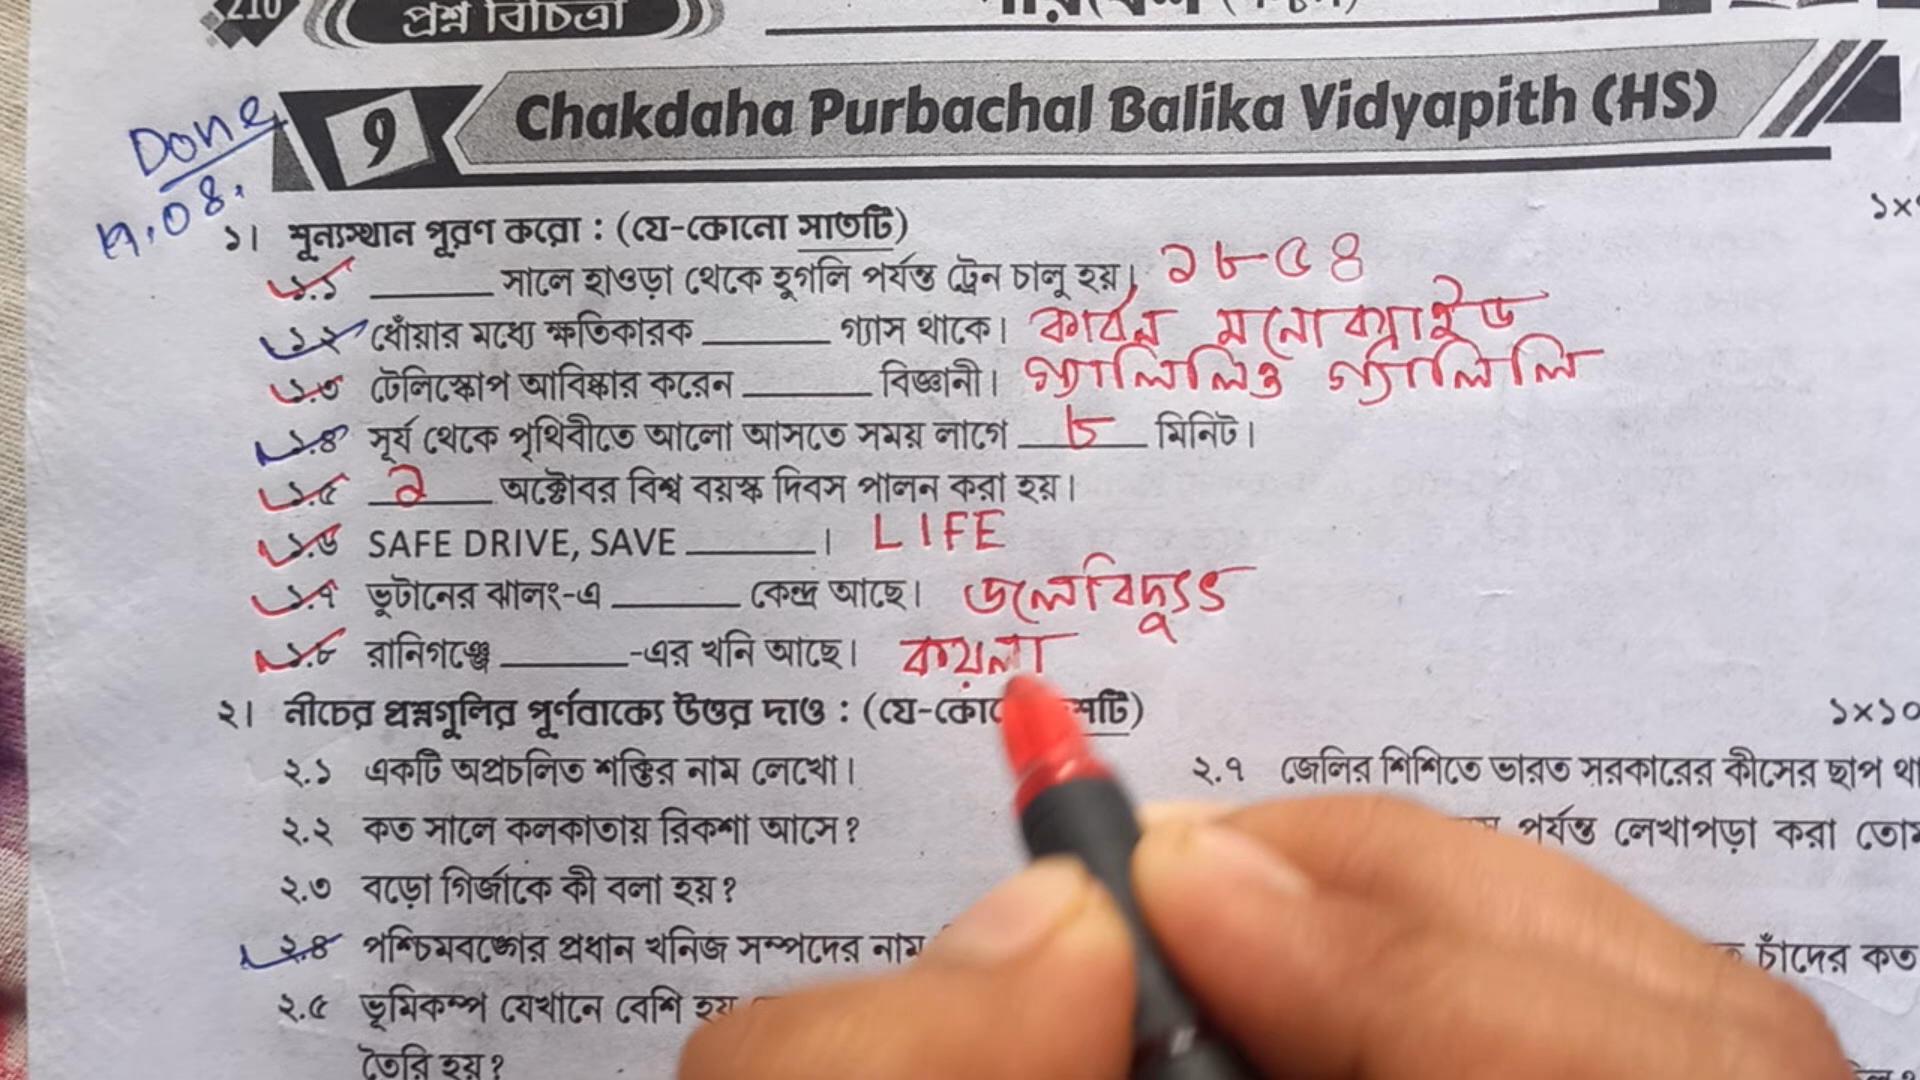 210 প্রশ্ন বিচিত্রা
9 Chakdaha Purbachal Balika Vidyapith (HS)
Done
১। শূন্যস্থান পূরণ করো : (যে-কোনো সাতটি)
১.১ ______ সালে হাওড়া থেকে হুগলি পর্যন্ত ট্রেন চালু হয়। ১৮৫৪
১.২ ধোঁয়ার মধ্যে ক্ষতিকারক ______ গ্যাস থাকে। কার্বন মনোক্সাইড
১.৩ টেলিস্কোপ আবিষ্কার করেন ______ বিজ্ঞানী। গ্যালিলিও গ্যালিলি
১.৪ সূর্য থেকে পৃথিবীতে আলো আসতে সময় লাগে ৮ মিনিট।
১.৫ ১ অক্টোবর বিশ্ব বয়স্ক দিবস পালন করা হয়।
১.৬ SAFE DRIVE, SAVE ______। LIFE
১.৭ ভুটানের ঝালং-এ ______ কেন্দ্র আছে। জলবিদ্যুৎ
১.৮ রানিগঞ্জে ______-এর খনি আছে। কয়লা
২। নীচের প্রশ্নগুলির পূর্ণবাক্যে উত্তর দাও : ১×১০
২.১ একটি অপ্রচলিত শক্তির নাম লেখো।
২.২ কত সালে কলকাতায় রিকশা আসে?
২.৩ বড়ো গির্জাকে কী বলা হয়?
২.৪ পশ্চিমবঙ্গের প্রধান খনিজ সম্পদের নাম
২.৫ ভূমিকম্প যেখানে বেশি হয়
তৈরি হয়?
২.৭ জেলির শিশিতে ভারত সরকারের কীসের ছাপ
পর্যন্ত লেখাপড়া করা
চাঁদের কত